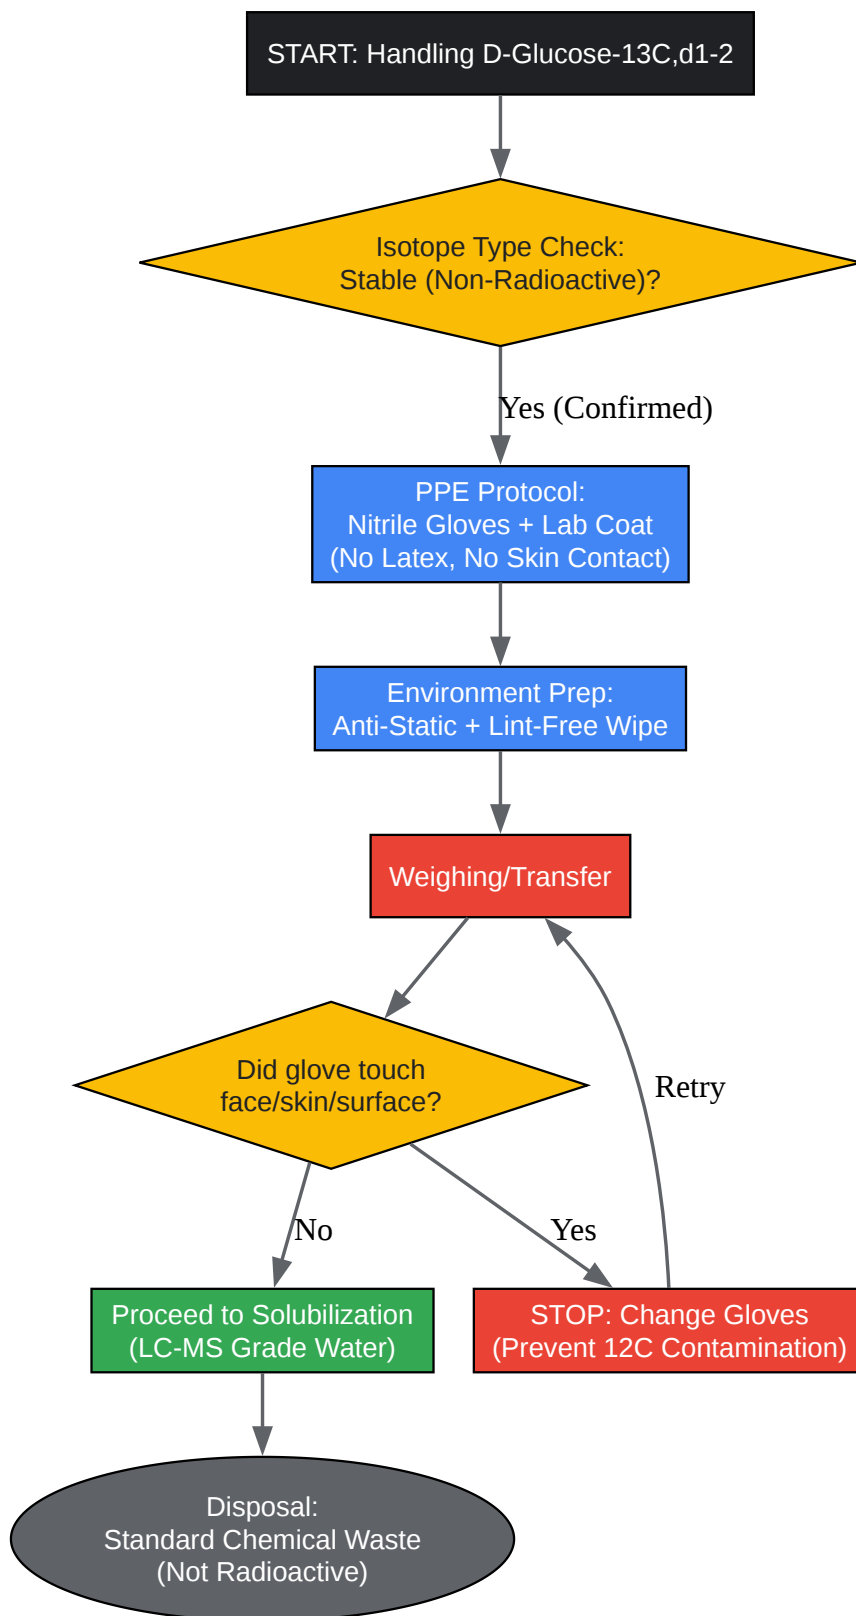 START: Handling D-Glucose-13C,d1-2
Isotope Type Check:
Stable (Non-Radioactive)?
Yes (Confirmed)
PPE Protocol:
Nitrile Gloves + Lab Coat
(No Latex, No Skin Contact)
Environment Prep:
Anti-Static + Lint-Free Wipe
Weighing/Transfer
Did glove touch
face/skin/surface?
Retry
No
Yes
Proceed to Solubilization
(LC-MS Grade Water)
STOP: Change Gloves
(Prevent 12C Contamination)
Disposal:
Standard Chemical Waste
(Not Radioactive)